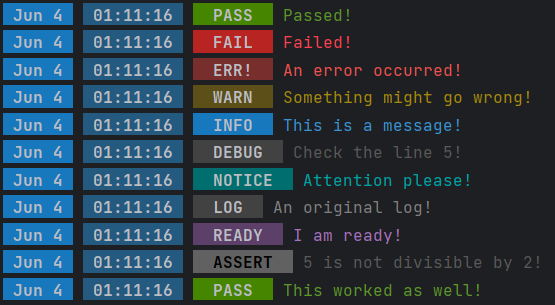 Jun 4 01:11:16 PASS Passed!
Jun 4 01:11:16 FAIL Failed!
Jun 4 01:11:16 ERR! An error occurred!
Jun 4 01:11:16 WARN Something might go wrong!
Jun 4 01:11:16 INFO This is a message!
Jun 4 01:11:16 DEBUG Check the line 5!
Jun 4 01:11:16 NOTICE Attention please!
Jun 4 01:11:16 LOG An original log!
Jun 4 01:11:16 READY I am ready!
Jun 4 01:11:16 ASSERT 5 is not divisible by 2!
Jun 4 01:11:16 PASS This worked as well!